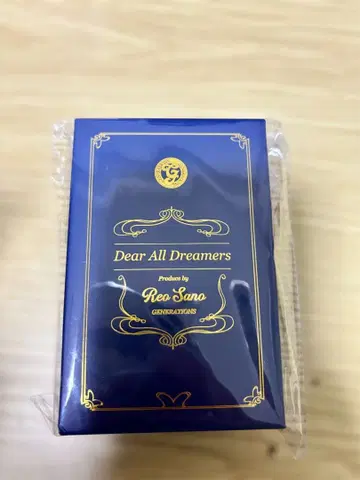 G
Dear All Dreamers
Produce by
Reo Sano
GENERATIONS